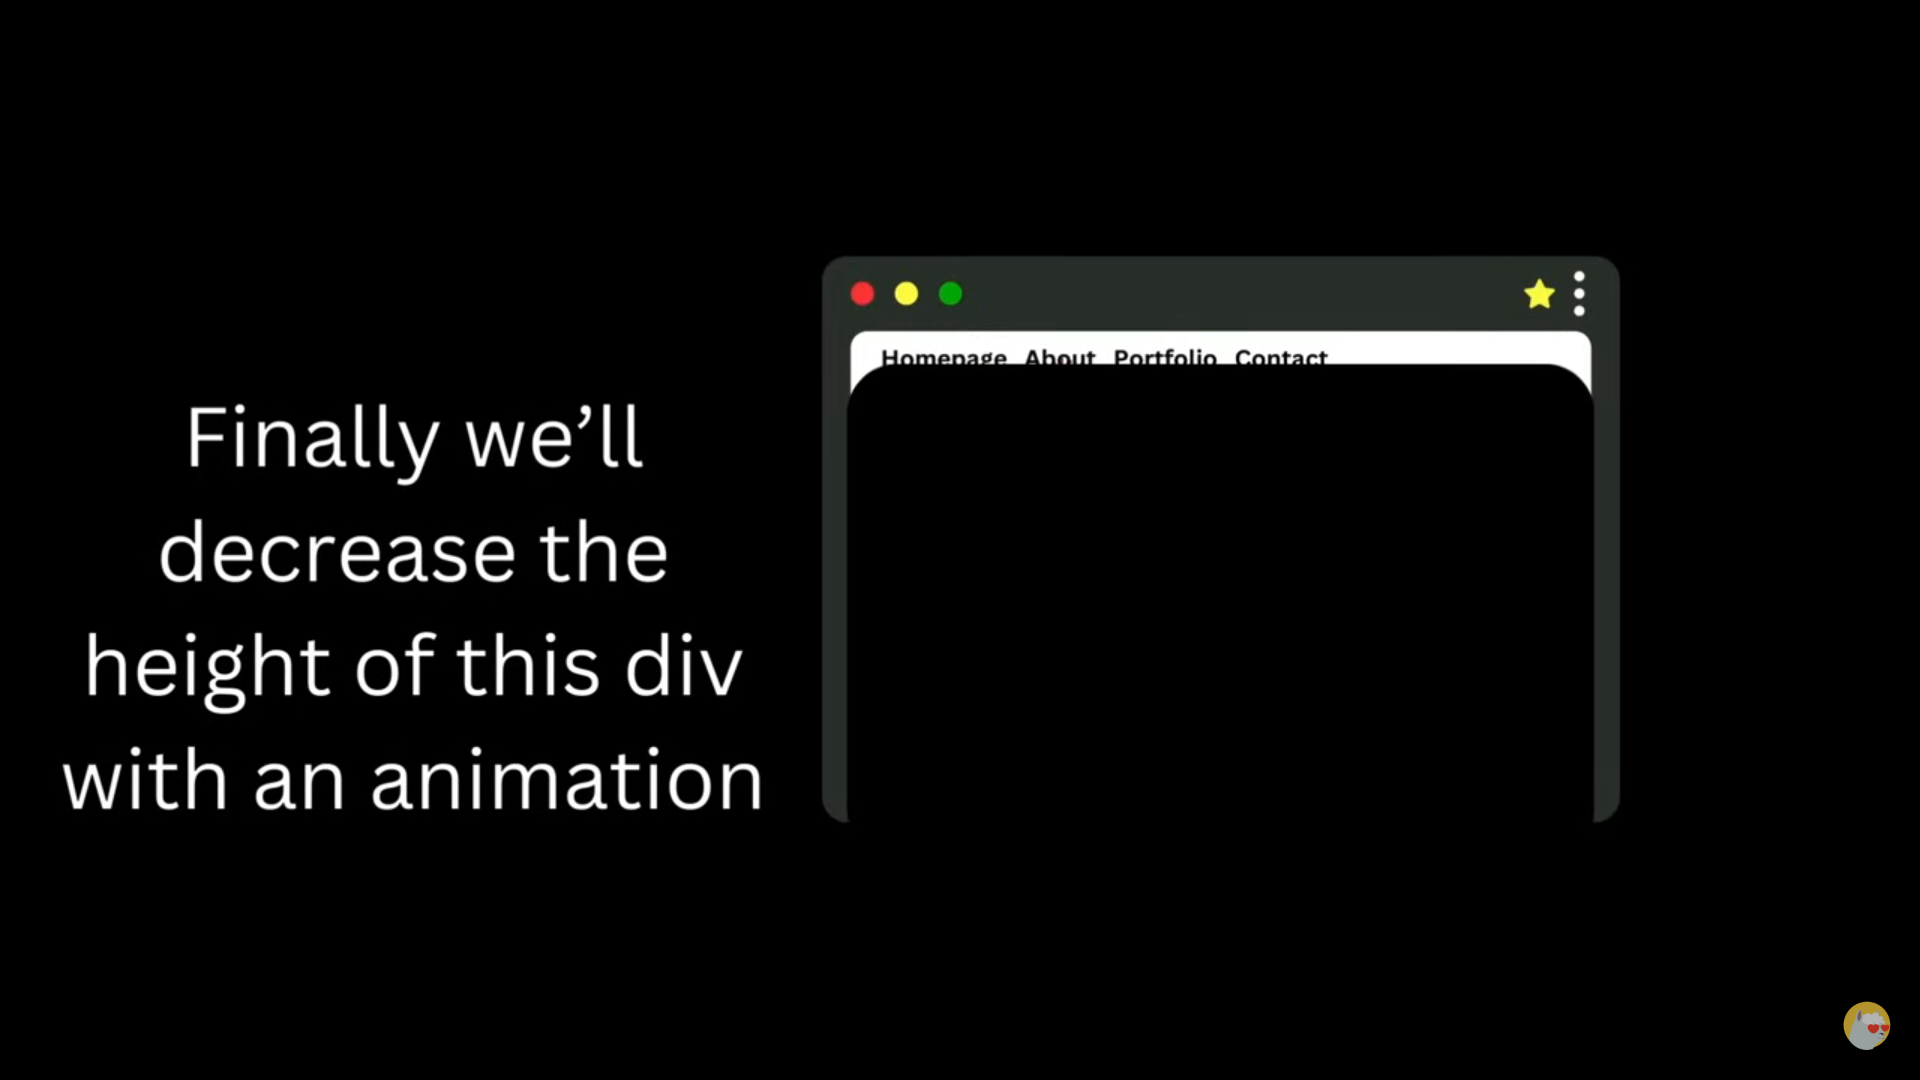 Finally we’ll
decrease the
height of this div
with an animation
Homepage About Portfolio Contact